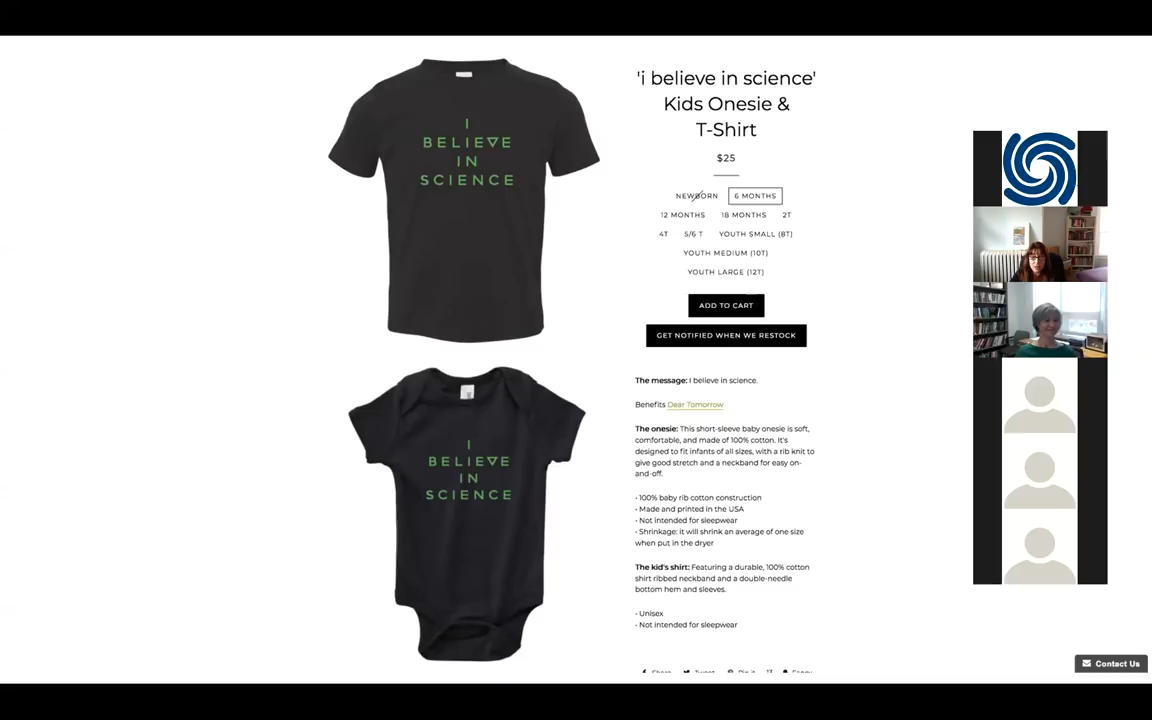 I
BELIEVE
IN
SCIENCE
I
BELIEVE
IN
SCIENCE
'i believe in science'
Kids Onesie &
T-Shirt
$25
NEWBORN 6 MONTHS
12 MONTHS 18 MONTHS 2T
4T 5/6 T YOUTH SMALL (8T)
YOUTH MEDIUM (10T)
YOUTH LARGE (12T)
ADD TO CART
GET NOTIFIED WHEN WE RESTOCK
The message: I believe in science.
Benefits Dear Tomorrow
The onesie: This short-sleeve baby onesie is soft,
comfortable, and made of 100% cotton. It's
designed to fit infants of all sizes, with a rib knit to
give good stretch and a neckband for easy on-
and-off.
• 100% baby rib cotton construction
• Made and printed in the USA
• Not intended for sleepwear
• Shrinkage: it will shrink an average of one size
when put in the dryer
The kid's shirt: Featuring a durable, 100% cotton
shirt ribbed neckband and a double-needle
bottom hem and sleeves.
• Unisex
• Not intended for sleepwear
Contact Us